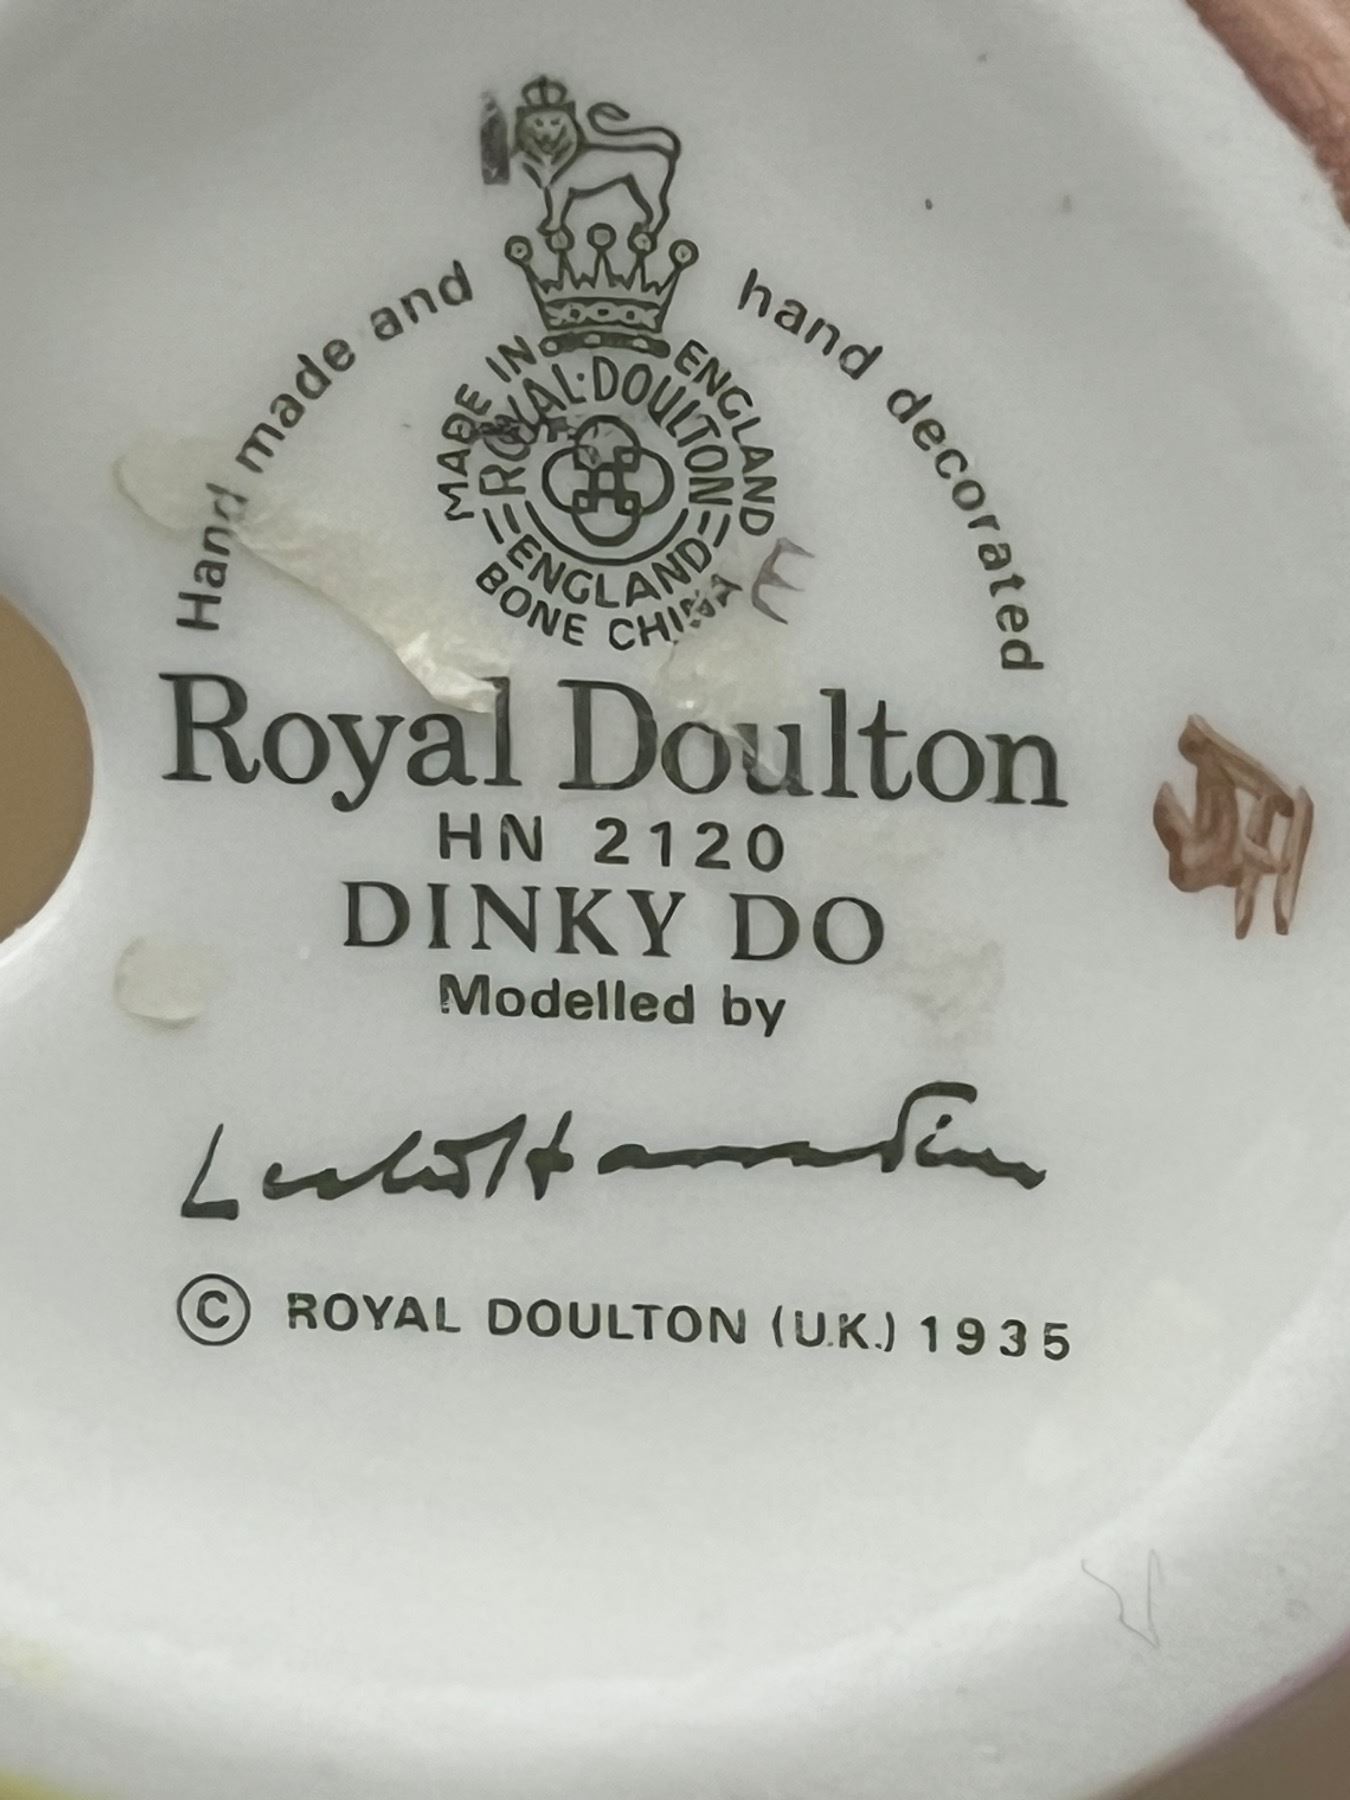 Hand made and hand decorated
MADE IN ENGLAND
ROYAL·DOULTON
ENGLAND
BONE CHINA
E
Royal Doulton
HN 2120
DINKY DO
Modelled by
© ROYAL DOULTON (U.K.) 1935